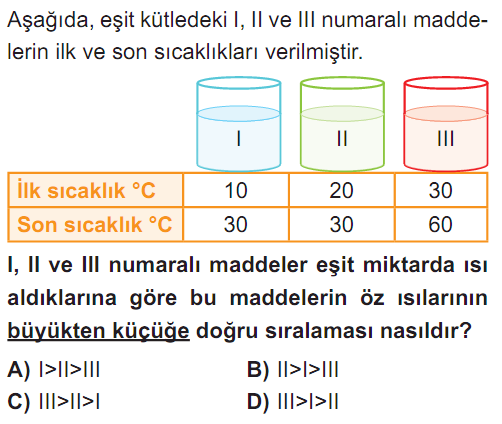 Aşağıda, eşit kütledeki I, II ve III numaralı madde-
lerin ilk ve son sıcaklıkları verilmiştir.
I II III
İlk sıcaklık °C 10 20 30
Son sıcaklık °C 30 30 60
I, II ve III numaralı maddeler eşit miktarda ısı
aldıklarına göre bu maddelerin öz ısılarının
büyükten küçüğe doğru sıralaması nasıldır?
A) I>II>III B) II>I>III
C) III>II>I D) III>I>II